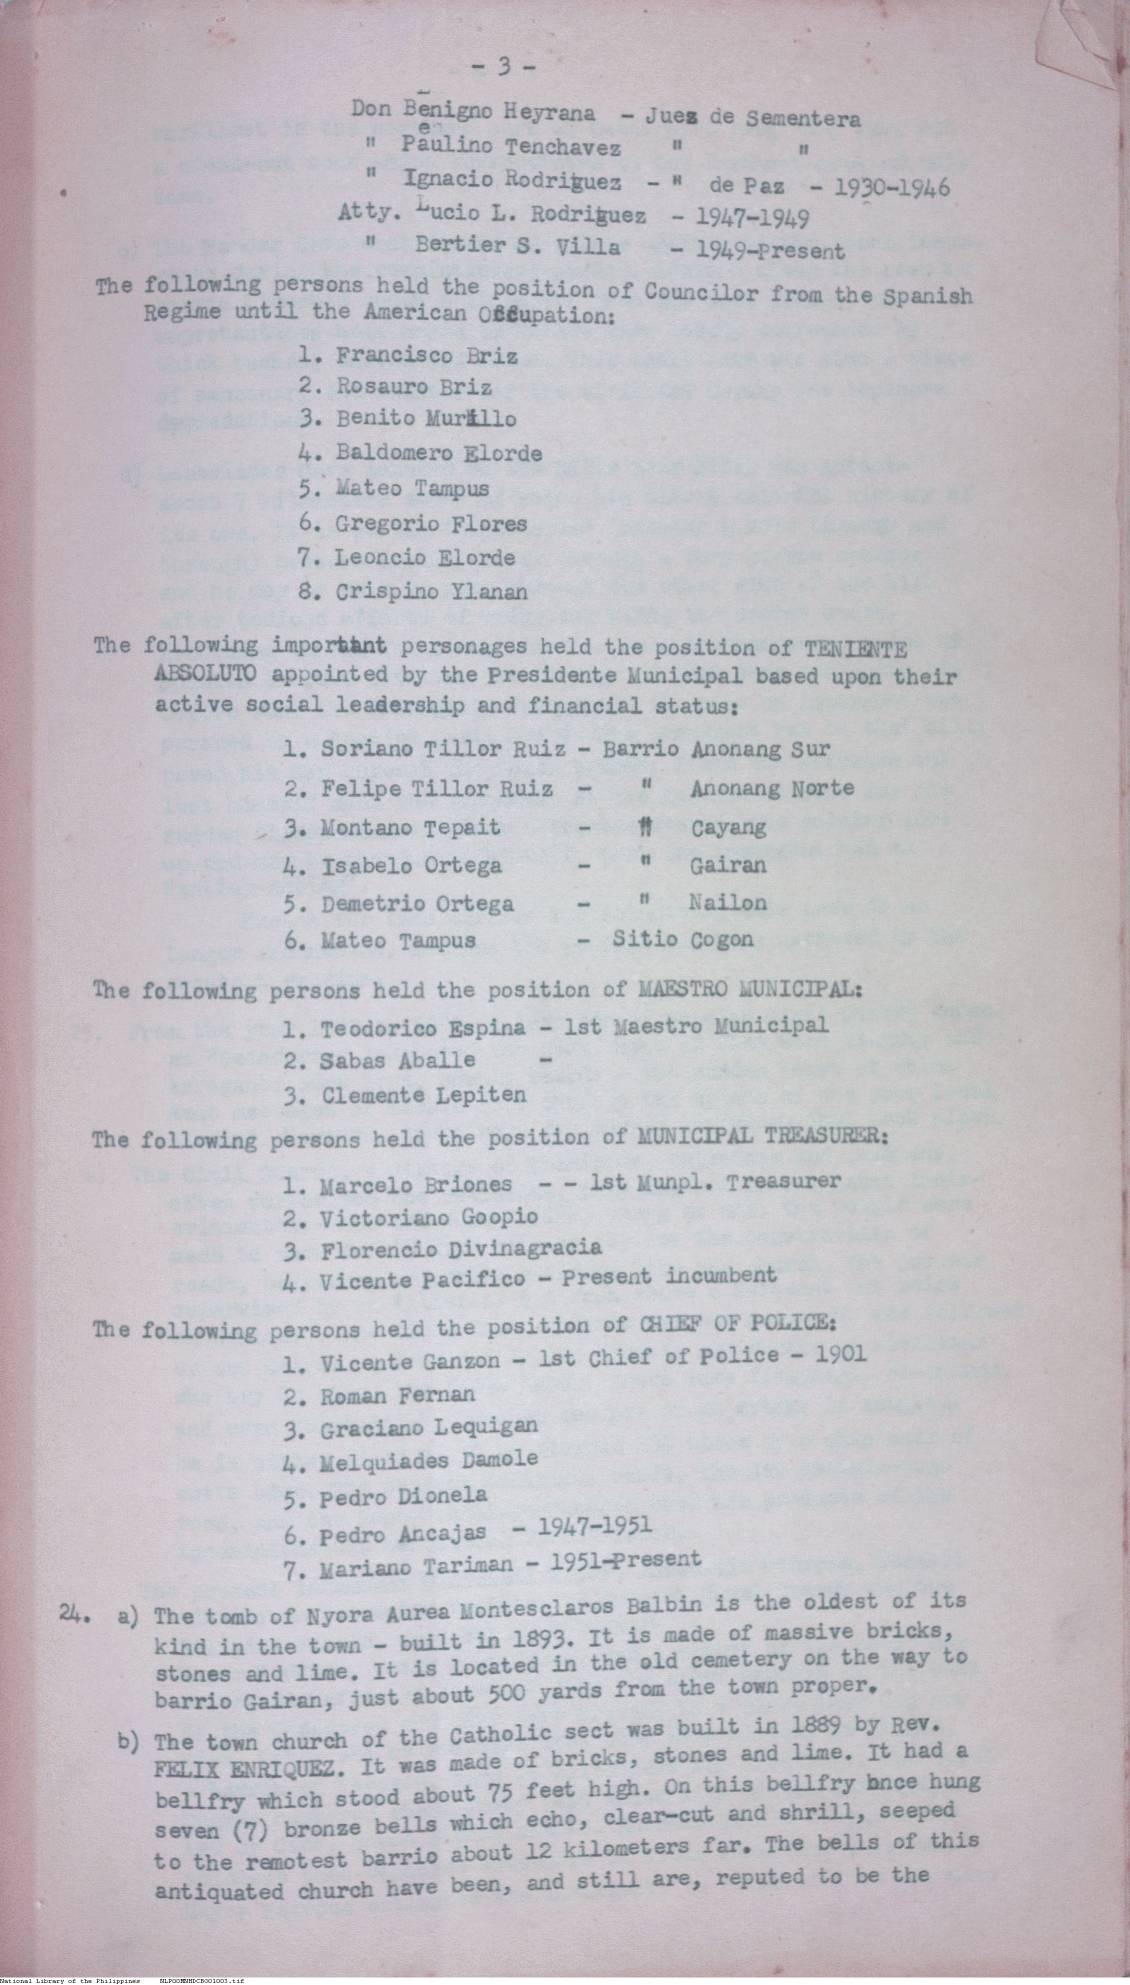 - 3 -
Don Benigno Heyrana - Juez de Sementera
" Paulino Tenchavez " "
" Ignacio Rodriguez - " de Paz - 1930-1946
Atty. Lucio L. Rodriguez - 1947-1949
" Bertier S. Villa - 1949-Present
The following persons held the position of Councilor from the Spanish
Regime until the American Occupation:
1. Francisco Briz
2. Rosauro Briz
3. Benito Murillo
4. Baldomero Elorde
5. Mateo Tampus
6. Gregorio Flores
7. Leoncio Elorde
8. Crispino Ylanan
The following important personages held the position of TENIENTE
ABSOLUTO appointed by the Presidente Municipal based upon their
active social leadership and financial status:
1. Soriano Tillor Ruiz - Barrio Anonang Sur
2. Felipe Tillor Ruiz - " Anonang Norte
3. Montano Tepait - " Cayang
4. Isabelo Ortega - " Gairan
5. Demetrio Ortega - " Nailon
6. Mateo Tampus - Sitio Cogon
The following persons held the position of MAESTRO MUNICIPAL:
1. Teodorico Espina - 1st Maestro Municipal
2. Sabas Aballe -
3. Clemente Lepiten
The following persons held the position of MUNICIPAL TREASURER:
1. Marcelo Briones - - 1st Munpl. Treasurer
2. Victoriano Goopio
3. Florencio Divinagracia
4. Vicente Pacifico - Present incumbent
The following persons held the position of CHIEF OF POLICE:
1. Vicente Ganzon - 1st Chief of Police - 1901
2. Roman Fernan
3. Graciano Lequigan
4. Melquiades Damole
5. Pedro Dionela
6. Pedro Ancajas - 1947-1951
7. Mariano Tariman - 1951-Present
24. a) The tomb of Nyora Aurea Montesclaros Balbin is the oldest of its
kind in the town - built in 1893. It is made of massive bricks,
stones and lime. It is located in the old cemetery on the way to
barrio Gairan, just about 500 yards from the town proper.
b) The town church of the Catholic sect was built in 1889 by Rev.
FELIX ENRIQUEZ. It was made of bricks, stones and lime. It had a
bellfry which stood about 75 feet high. On this bellfry once hung
seven (7) bronze bells which echo, clear-cut and shrill, seeped
to the remotest barrio about 12 kilometers far. The bells of this
antiquated church have been, and still are, reputed to be the
National Library of the Philippines NLPOOMNHDCB001003.tif